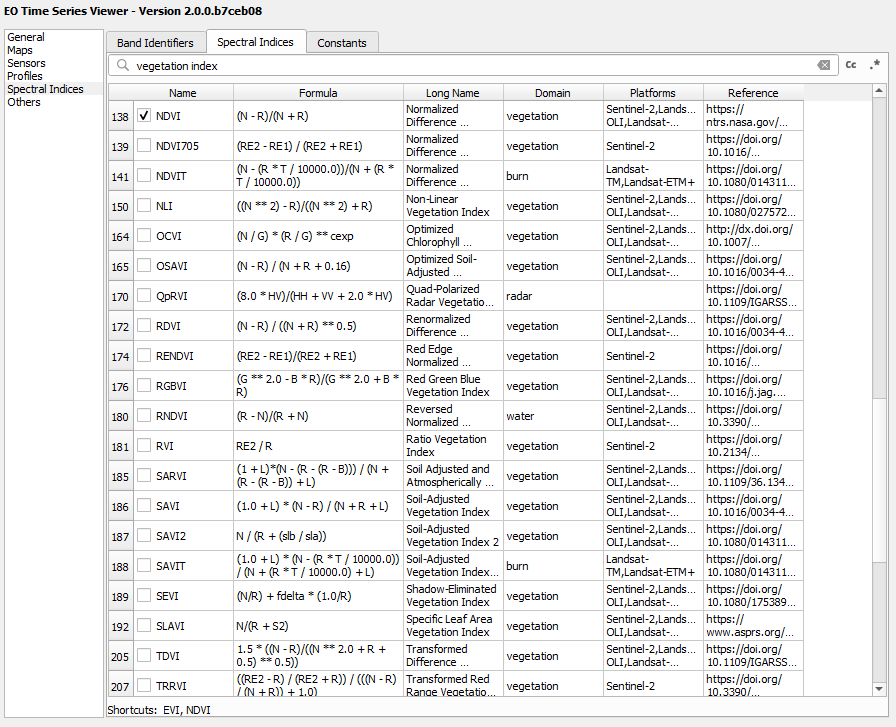 EO Time Series Viewer - Version 2.0.0.b7ceb08
General
Maps
Sensors
Profiles
Spectral Indices
Others
Band Identifiers Spectral Indices Constants
vegetation index Cc .*
Name Formula Long Name Domain Platforms Reference
138 NDVI (N - R)/(N + R) Normalized Difference ... vegetation Sentinel-2,Lands... OLI,Landsat-... https:// ntrs.nasa.gov/...
139 NDVI705 (RE2 - RE1) / (RE2 + RE1) Normalized Difference ... vegetation Sentinel-2 https://doi.org/ 10.1016/...
141 NDVIT (N - (R * T / 10000.0))/(N + (R * T / 10000.0)) Normalized Difference ... burn Landsat- TM,Landsat-ETM+ https://doi.org/ 10.1080/014311...
150 NLI ((N ** 2) - R)/((N ** 2) + R) Non-Linear Vegetation Index vegetation Sentinel-2,Lands... OLI,Landsat-... https://doi.org/ 10.1080/027572...
164 OCVI (N / G) * (R / G) ** cexp Optimized Chlorophyll ... vegetation Sentinel-2,Lands... OLI,Landsat-... http://dx.doi.org/ 10.1007/...
165 OSAVI (N - R) / (N + R + 0.16) Optimized Soil- Adjusted ... vegetation Sentinel-2,Lands... OLI,Landsat-... https://doi.org/ 10.1016/0034-4...
170 QpRVI (8.0 * HV)/(HH + VV + 2.0 * HV) Quad-Polarized Radar Vegetatio... radar https://doi.org/ 10.1109/IGARSS...
172 RDVI (N - R) / ((N + R) ** 0.5) Renormalized Difference ... vegetation Sentinel-2,Lands... OLI,Landsat-... https://doi.org/ 10.1016/0034-4...
174 RENDVI (RE2 - RE1)/(RE2 + RE1) Red Edge Normalized ... vegetation Sentinel-2 https://doi.org/ 10.1016/...
176 RGBVI (G ** 2.0 - B * R)/(G ** 2.0 + B * R) Red Green Blue Vegetation Index vegetation Sentinel-2,Lands... OLI,Landsat-... https://doi.org/ 10.1016/j.jag....
180 RNDVI (R - N)/(R + N) Reversed Normalized ... water Sentinel-2,Lands... OLI,Landsat-... https://doi.org/ 10.3390/...
181 RVI RE2 / R Ratio Vegetation Index vegetation Sentinel-2 https://doi.org/ 10.2134/...
185 SARVI (1 + L)*(N - (R - (R - B))) / (N + (R - (R - B)) + L) Soil Adjusted and Atmospherically ... vegetation Sentinel-2,Lands... OLI,Landsat-... https://doi.org/ 10.1109/36.134...
186 SAVI (1.0 + L) * (N - R) / (N + R + L) Soil-Adjusted Vegetation Index vegetation Sentinel-2,Lands... OLI,Landsat-... https://doi.org/ 10.1016/0034-4...
187 SAVI2 N / (R + (slb / sla)) Soil-Adjusted Vegetation Index 2 vegetation Sentinel-2,Lands... OLI,Landsat-... https://doi.org/ 10.1080/014311...
188 SAVIT (1.0 + L) * (N - (R * T / 10000.0)) / (N + (R * T / 10000.0) + L) Soil-Adjusted Vegetation Index... burn Landsat- TM,Landsat-ETM+ https://doi.org/ 10.1080/014311...
189 SEVI (N/R) + fdelta * (1.0/R) Shadow-Eliminated Vegetation Index vegetation Sentinel-2,Lands... OLI,Landsat-... https://doi.org/ 10.1080/175389...
192 SLAVI N/(R + S2) Specific Leaf Area Vegetation Index vegetation Sentinel-2,Lands... OLI,Landsat-... https:// www.asprs.org/...
205 TDVI 1.5 * ((N - R)/((N ** 2.0 + R + 0.5) ** 0.5)) Transformed Difference ... vegetation Sentinel-2,Lands... OLI,Landsat-... https://doi.org/ 10.1109/IGARSS...
207 TRRVI ((RE2 - R) / (RE2 + R)) / (((N - R) / (N + R)) + 1.0) Transformed Red Range Vegetatio... vegetation Sentinel-2 https://doi.org/ 10.3390/...
Shortcuts: EVI, NDVI